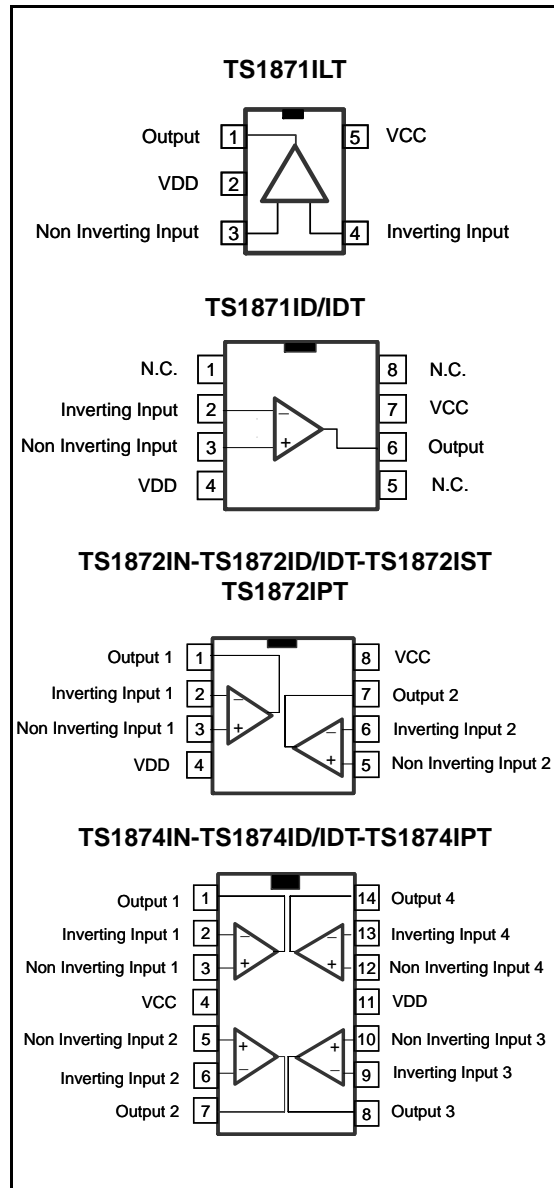 TS1871ILT
Output 1 5 VCC
VDD 2
Non Inverting Input 3 4 Inverting Input
TS1871ID/IDT
N.C. 1 8 N.C.
Inverting Input 2 − 7 VCC
Non Inverting Input 3 + 6 Output
VDD 4 5 N.C.
TS1872IN-TS1872ID/IDT-TS1872IST
TS1872IPT
Output 1 1 8 VCC
Inverting Input 1 2 − 7 Output 2
Non Inverting Input 1 3 + − 6 Inverting Input 2
VDD 4 + 5 Non Inverting Input 2
TS1874IN-TS1874ID/IDT-TS1874IPT
Output 1 1 14 Output 4
Inverting Input 1 2 − − 13 Inverting Input 4
Non Inverting Input 1 3 + + 12 Non Inverting Input 4
VCC 4 11 VDD
Non Inverting Input 2 5 + + 10 Non Inverting Input 3
Inverting Input 2 6 − − 9 Inverting Input 3
Output 2 7 8 Output 3